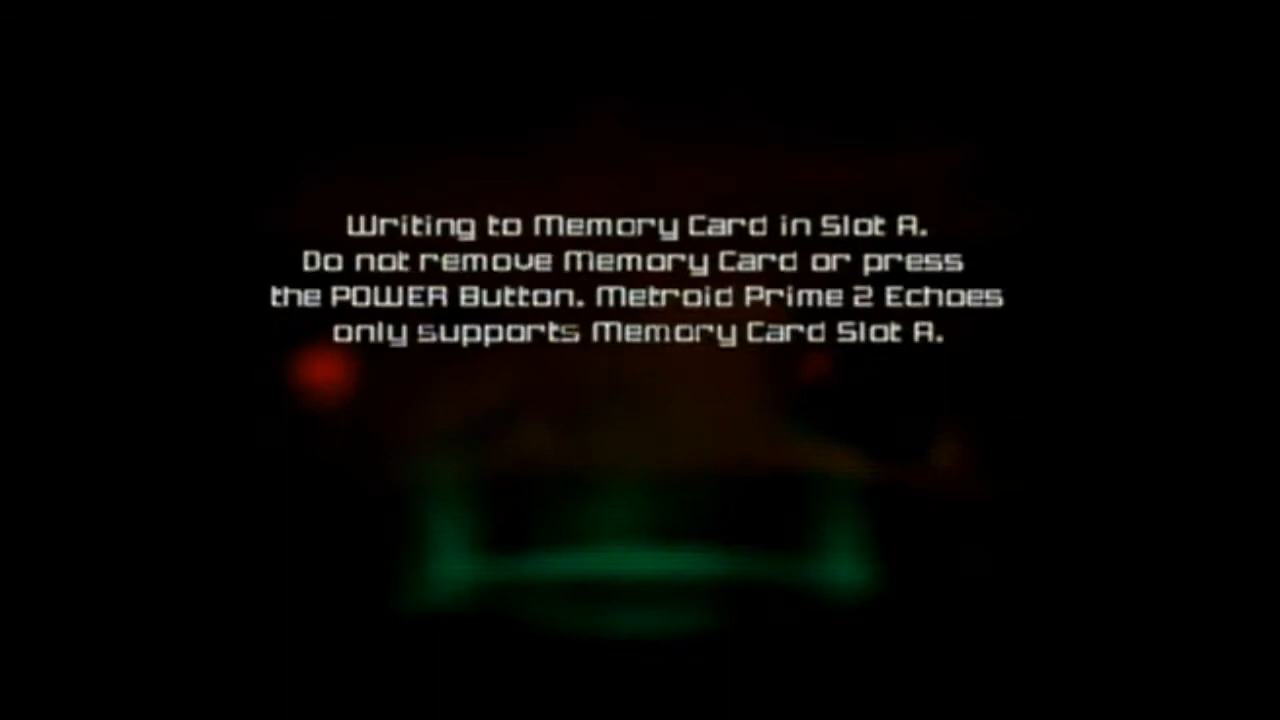 Writing to Memory Card in Slot A.
Do not remove Memory Card or press
the POWER Button. Metroid Prime 2 Echoes
only supports Memory Card Slot A.